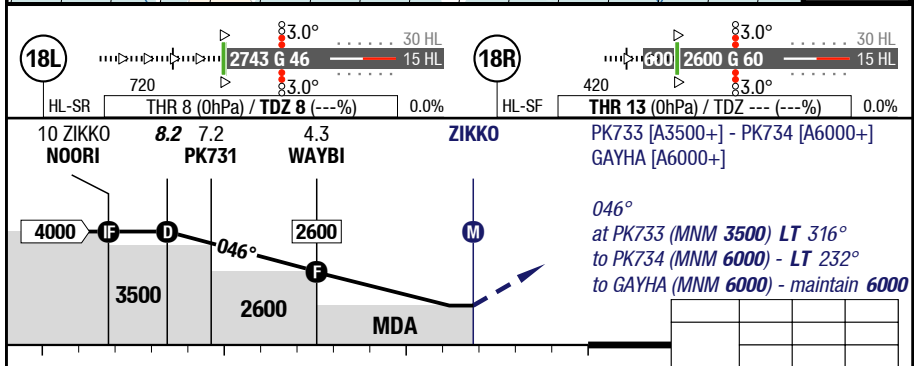 3.0° 30 HL 3.0° 30 HL
18L 2743 G 46 15 HL 18R 600 2600 G 60 15 HL
720 3.0° 420 3.0°
HL-SR THR 8 (0hPa) / TDZ 8 (---%) 0.0% HL-SF THR 13 (0hPa) / TDZ --- (---%) 0.0%
10 ZIKKO 8.2 7.2 4.3 ZIKKO
NOORI PK731 WAYBI
4000 IF D 046° 2600 M
F
3500 2600 MDA
PK733 [A3500+] - PK734 [A6000+]
GAYHA [A6000+]
046°
at PK733 (MNM 3500) LT 316°
to PK734 (MNM 6000) - LT 232°
to GAYHA (MNM 6000) - maintain 6000